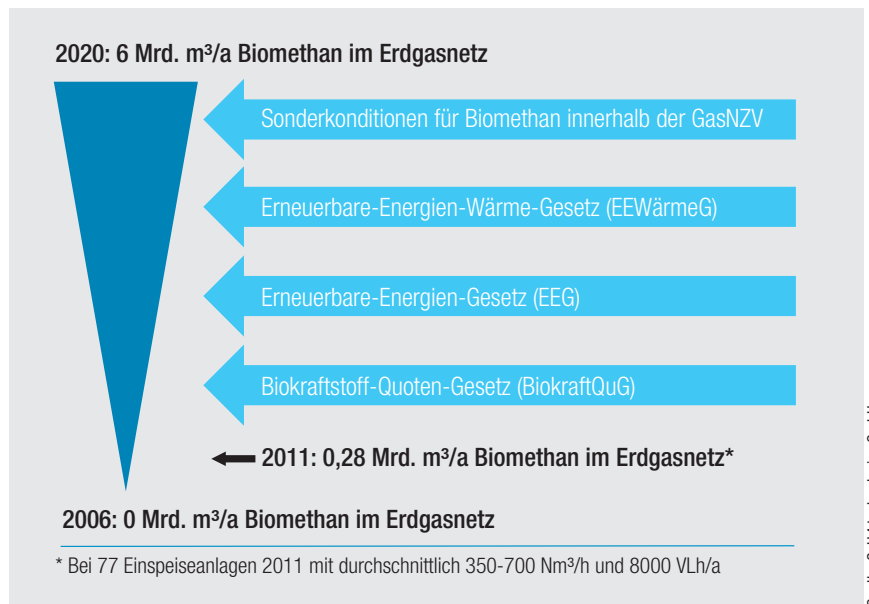 2020: 6 Mrd. m³/a Biomethan im Erdgasnetz
Sonderkonditionen für Biomethan innerhalb der GasNZV
Erneuerbare-Energien-Wärme-Gesetz (EEWärmeG)
Erneuerbare-Energien-Gesetz (EEG)
Biokraftstoff-Quoten-Gesetz (BiokraftQuG)
2011: 0,28 Mrd. m³/a Biomethan im Erdgasnetz*
2006: 0 Mrd. m³/a Biomethan im Erdgasnetz
* Bei 77 Einspeiseanlagen 2011 mit durchschnittlich 350-700 Nm³/h und 8000 VLh/a